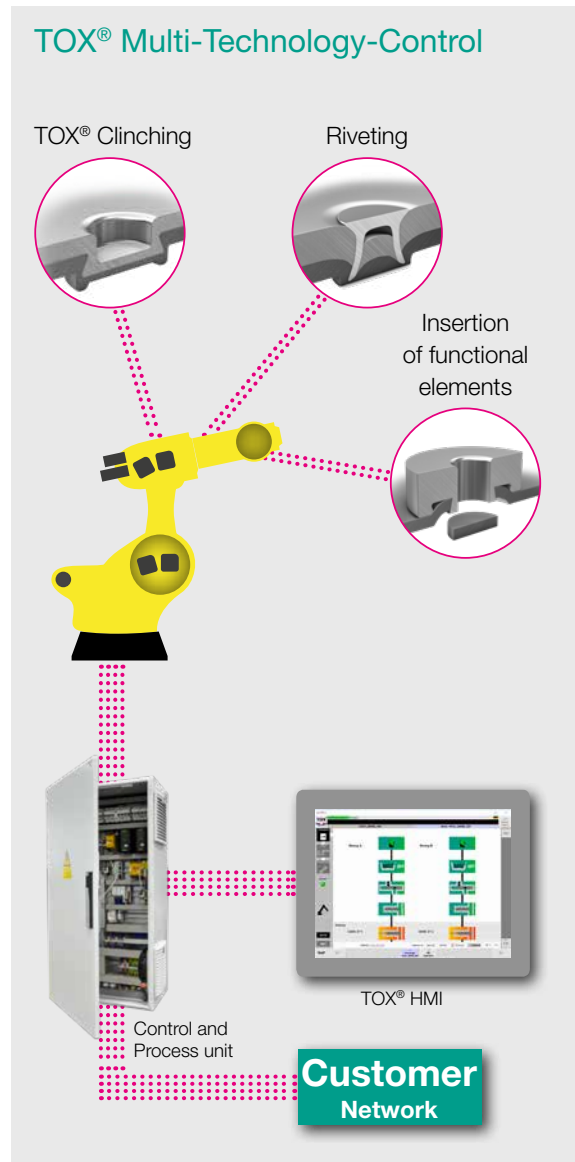 TOX® Multi-Technology-Control
TOX® Clinching
Riveting
Insertion
of functional
elements
TOX® HMI
Control and
Process unit
Customer
Network